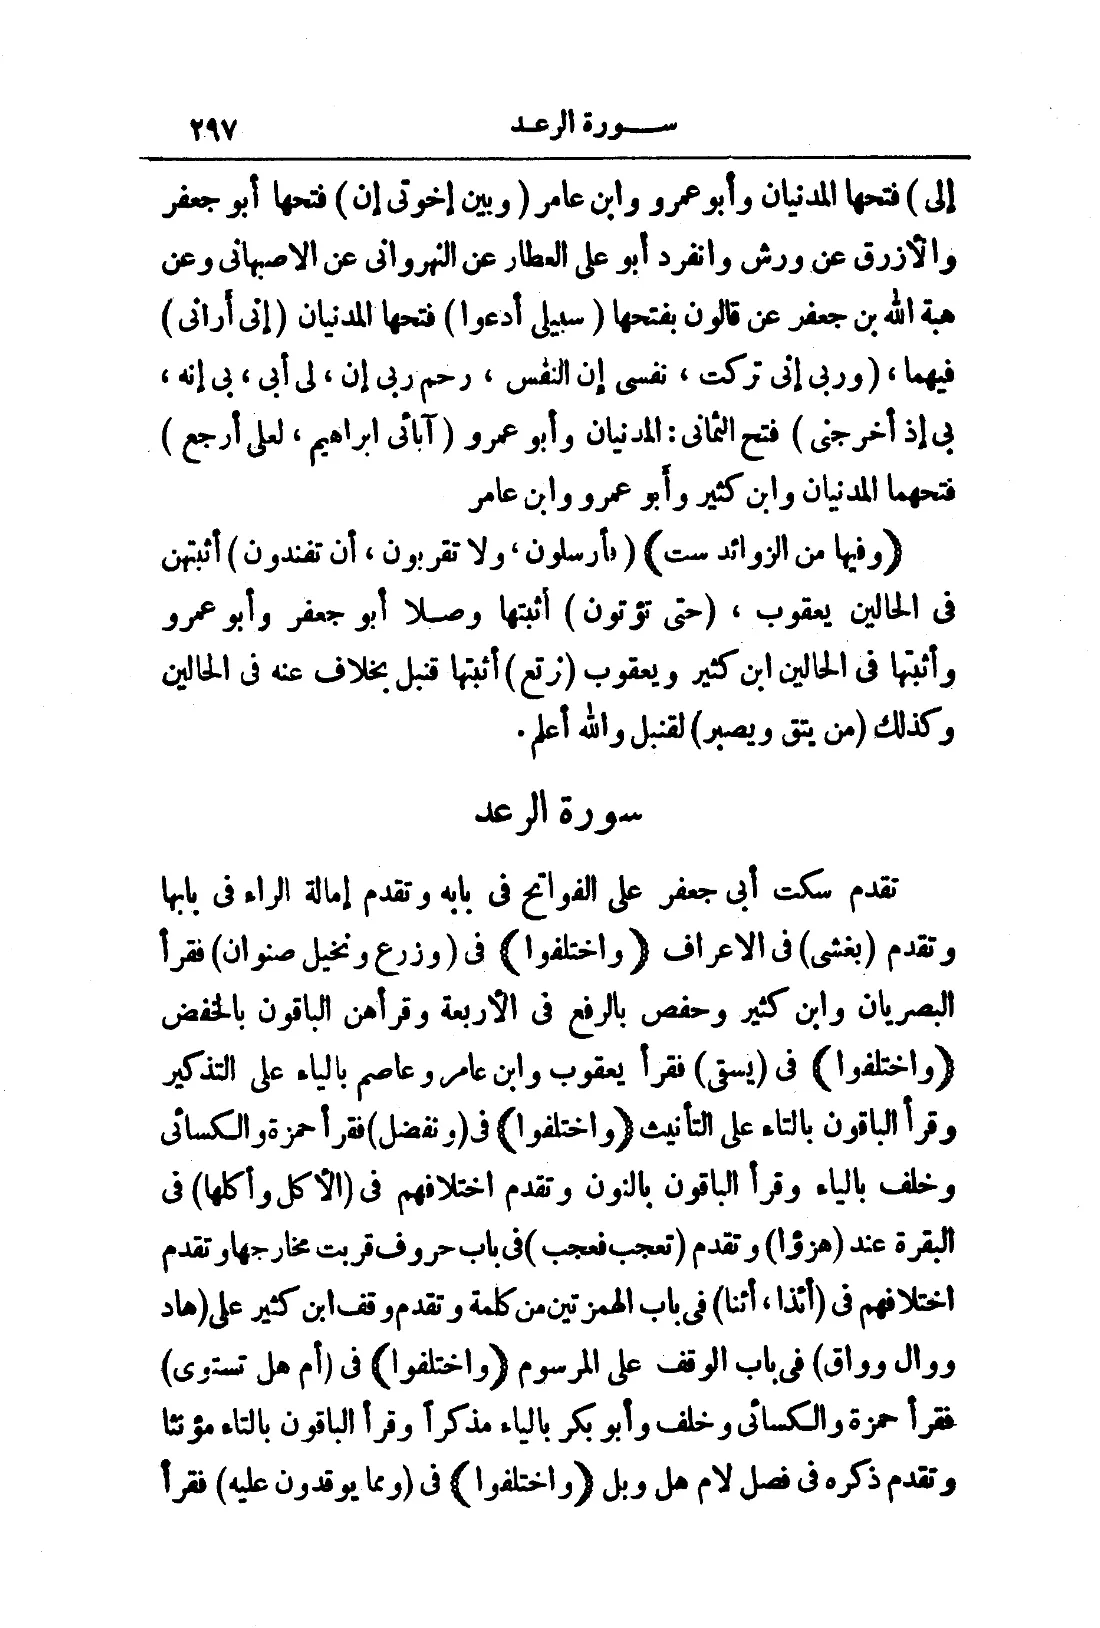 سورة الرعد ٢٩٧
إلى ) فتحها المدنيان وأبو عمرو وابن عامر ( وبين إخوتى إن ) فتحها أبو جعفر
والأزرق عن ورش وانفرد أبو على العطار عن النهروانى عن الاصبهانى وعن
هبة الله بن جعفر عن قالون بفتحها ( سبيلى أدعوا ) فتحها المدنيان (إنى أرانى)
فيهما ، (وربى إنى تركت ، نفسى إن النفس ، رحم ربى إن ، لى أبى ، بى إنه ،
بى إذ أخرجنى ) فتح الثمانى : المدنيان وأبو عمرو (آبائى ابراهيم ، لعلى أرجع )
فتحهما المدنيان وابن كثير وأبو عمرو وابن عامر
(وفيها من الزوائد ست) (فأرسلون ، ولا تقربون ، أن تفندون) أثبتهن
فى الحالين يعقوب ، (حتى تؤتون) أثبتها وصلا أبو جعفر وأبو عمرو
وأثبتها فى الحالين ابن كثير ويعقوب (نرتع) أثبتها قنبل بخلاف عنه فى الحالين
وكذلك (من يتق ويصبر) لقنبل والله أعلم .
سورة الرعد
تقدم سكت أبى جعفر على الفواتح فى بابه وتقدم إمالة الراء فى بابها
وتقدم (يغشى) فى الاعراف (واختلفوا) فى (وزرع ونخيل صنوان) فقرأ
البصريان وابن كثير وحفص بالرفع فى الأربعة وقرأهن الباقون بالخفض
(واختلفوا) فى (يسقى) فقرأ يعقوب وابن عامر وعاصم بالياء على التذكير
وقرأ الباقون بالتاء على التأنيث (واختلفوا) فى (ونفضل) فقرأ حمزة والكسائى
وخلف بالياء وقرأ الباقون بالنون وتقدم اختلافهم فى (الأكل وأكلها) فى
البقرة عند (هزؤا) وتقدم (تعجب فعجب) فى باب حروف قربت مخارجها وتقدم
اختلافهم فى (أئذا ، أئنا) فى باب الهمزتين من كلمة وتقدم وقف ابن كثير على (هاد
ووال وواق) فى باب الوقف على المرسوم (واختلفوا) فى (أم هل تستوى)
فقرأ حمزة والكسائى وخلف وأبو بكر بالياء مذكراً وقرأ الباقون بالتاء مؤنثا
وتقدم ذكره فى فصل لام هل وبل (واختلفوا) فى (ومما يوقدون عليه) فقرأ